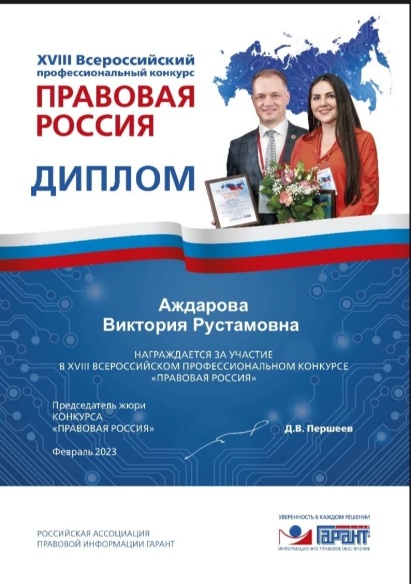 XVIII Всероссийский
профессиональный конкурс
ПРАВОВАЯ
РОССИЯ
ДИПЛОМ
Аждарова
Виктория Рустамовна
НАГРАЖДАЕТСЯ ЗА УЧАСТИЕ
В XVIII ВСЕРОССИЙСКОМ ПРОФЕССИОНАЛЬНОМ КОНКУРСЕ
«ПРАВОВАЯ РОССИЯ»
Председатель жюри
КОНКУРСА
«ПРАВОВАЯ РОССИЯ»
Д.В. Першеев
Февраль 2023
УВЕРЕННОСТЬ В КАЖДОМ РЕШЕНИИ
ГАРАНТ
ИНФОРМАЦИОННО-ПРАВОВОЕ ОБЕСПЕЧЕНИЕ
РОССИЙСКАЯ АССОЦИАЦИЯ
ПРАВОВОЙ ИНФОРМАЦИИ ГАРАНТ